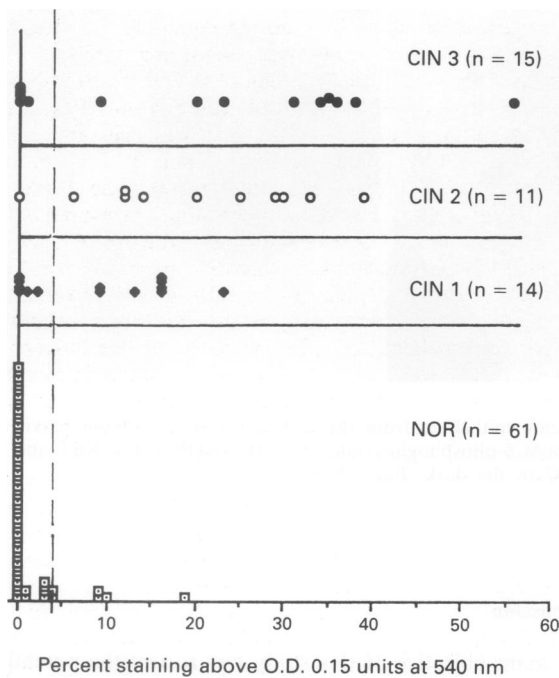 CIN 3 (n = 15)
CIN 2 (n = 11)
CIN 1 (n = 14)
NOR (n = 61)
0 10 20 30 40 50 60
Percent staining above O.D. 0.15 units at 540 nm